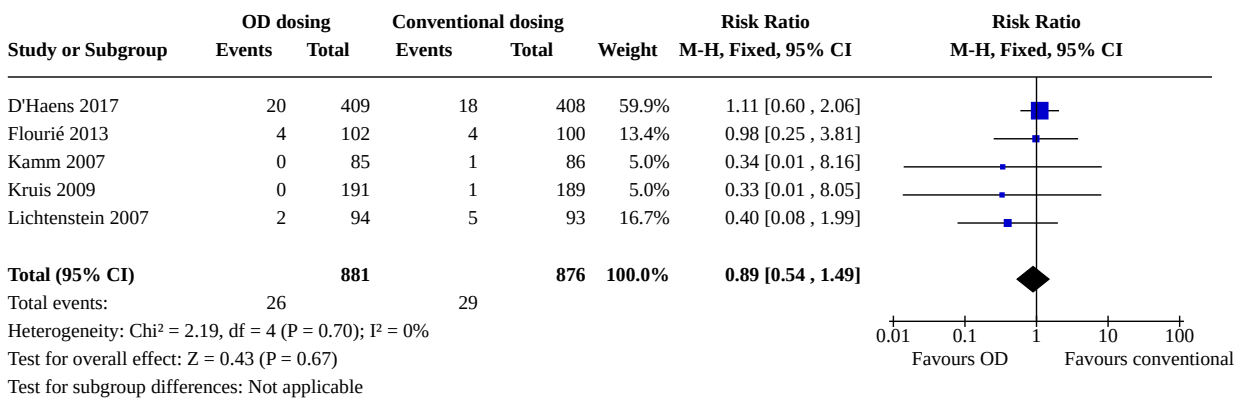 OD dosing Conventional dosing Risk Ratio Risk Ratio
Study or Subgroup Events Total Events Total Weight M-H, Fixed, 95% CI M-H, Fixed, 95% CI
D'Haens 2017 20 409 18 408 59.9% 1.11 [0.60 , 2.06]
Flourié 2013 4 102 4 100 13.4% 0.98 [0.25 , 3.81]
Kamm 2007 0 85 1 86 5.0% 0.34 [0.01 , 8.16]
Kruis 2009 0 191 1 189 5.0% 0.33 [0.01 , 8.05]
Lichtenstein 2007 2 94 5 93 16.7% 0.40 [0.08 , 1.99]
Total (95% CI) 881 876 100.0% 0.89 [0.54 , 1.49]
Total events: 26 29
Heterogeneity: Chi² = 2.19, df = 4 (P = 0.70); I² = 0%
0.01 0.1 1 10 100
Test for overall effect: Z = 0.43 (P = 0.67)
Favours OD Favours conventional
Test for subgroup differences: Not applicable